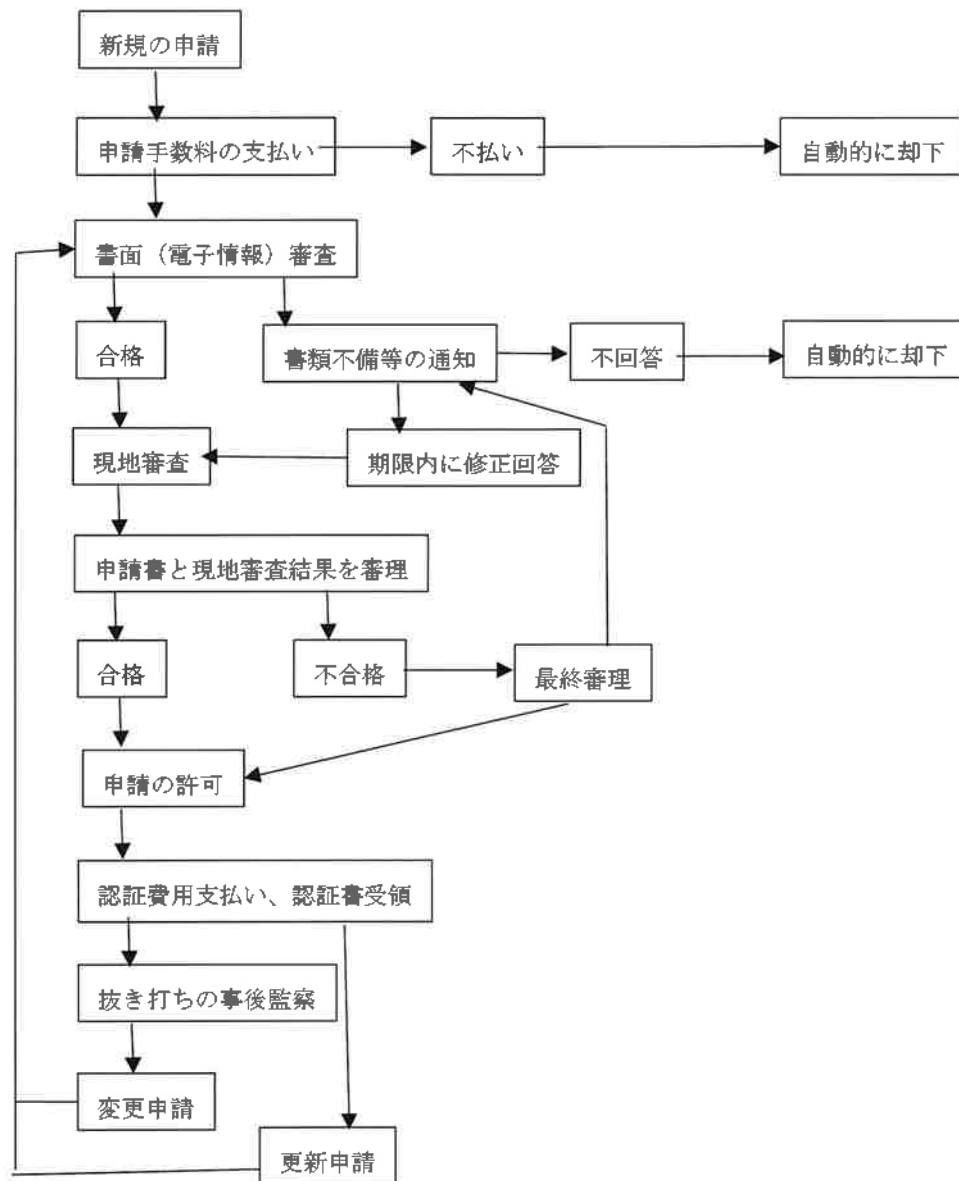 新規の申請
申請手数料の支払い
不払い
自動的に却下
書面（電子情報）審査
合格
書類不備等の通知
不回答
自動的に却下
現地審査
期限内に修正回答
申請書と現地審査結果を審理
合格
不合格
最終審理
申請の許可
認証費用支払い、認証書受領
抜き打ちの事後監察
変更申請
更新申請